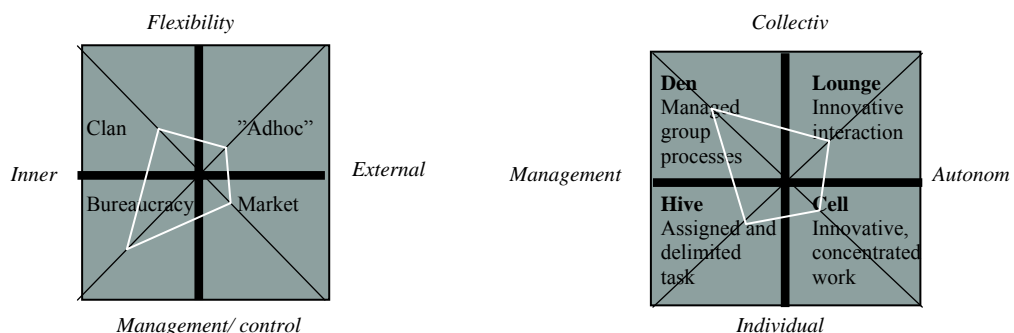 Flexibility
Clan
”Adhoc”
Inner
External
Bureaucracy
Market
Management/ control
Collectiv
Den
Managed
group
processes
Lounge
Innovative
interaction
Management
Autonom
Hive
Assigned and
delimited
task
Cell
Innovative,
concentrated
work
Individual